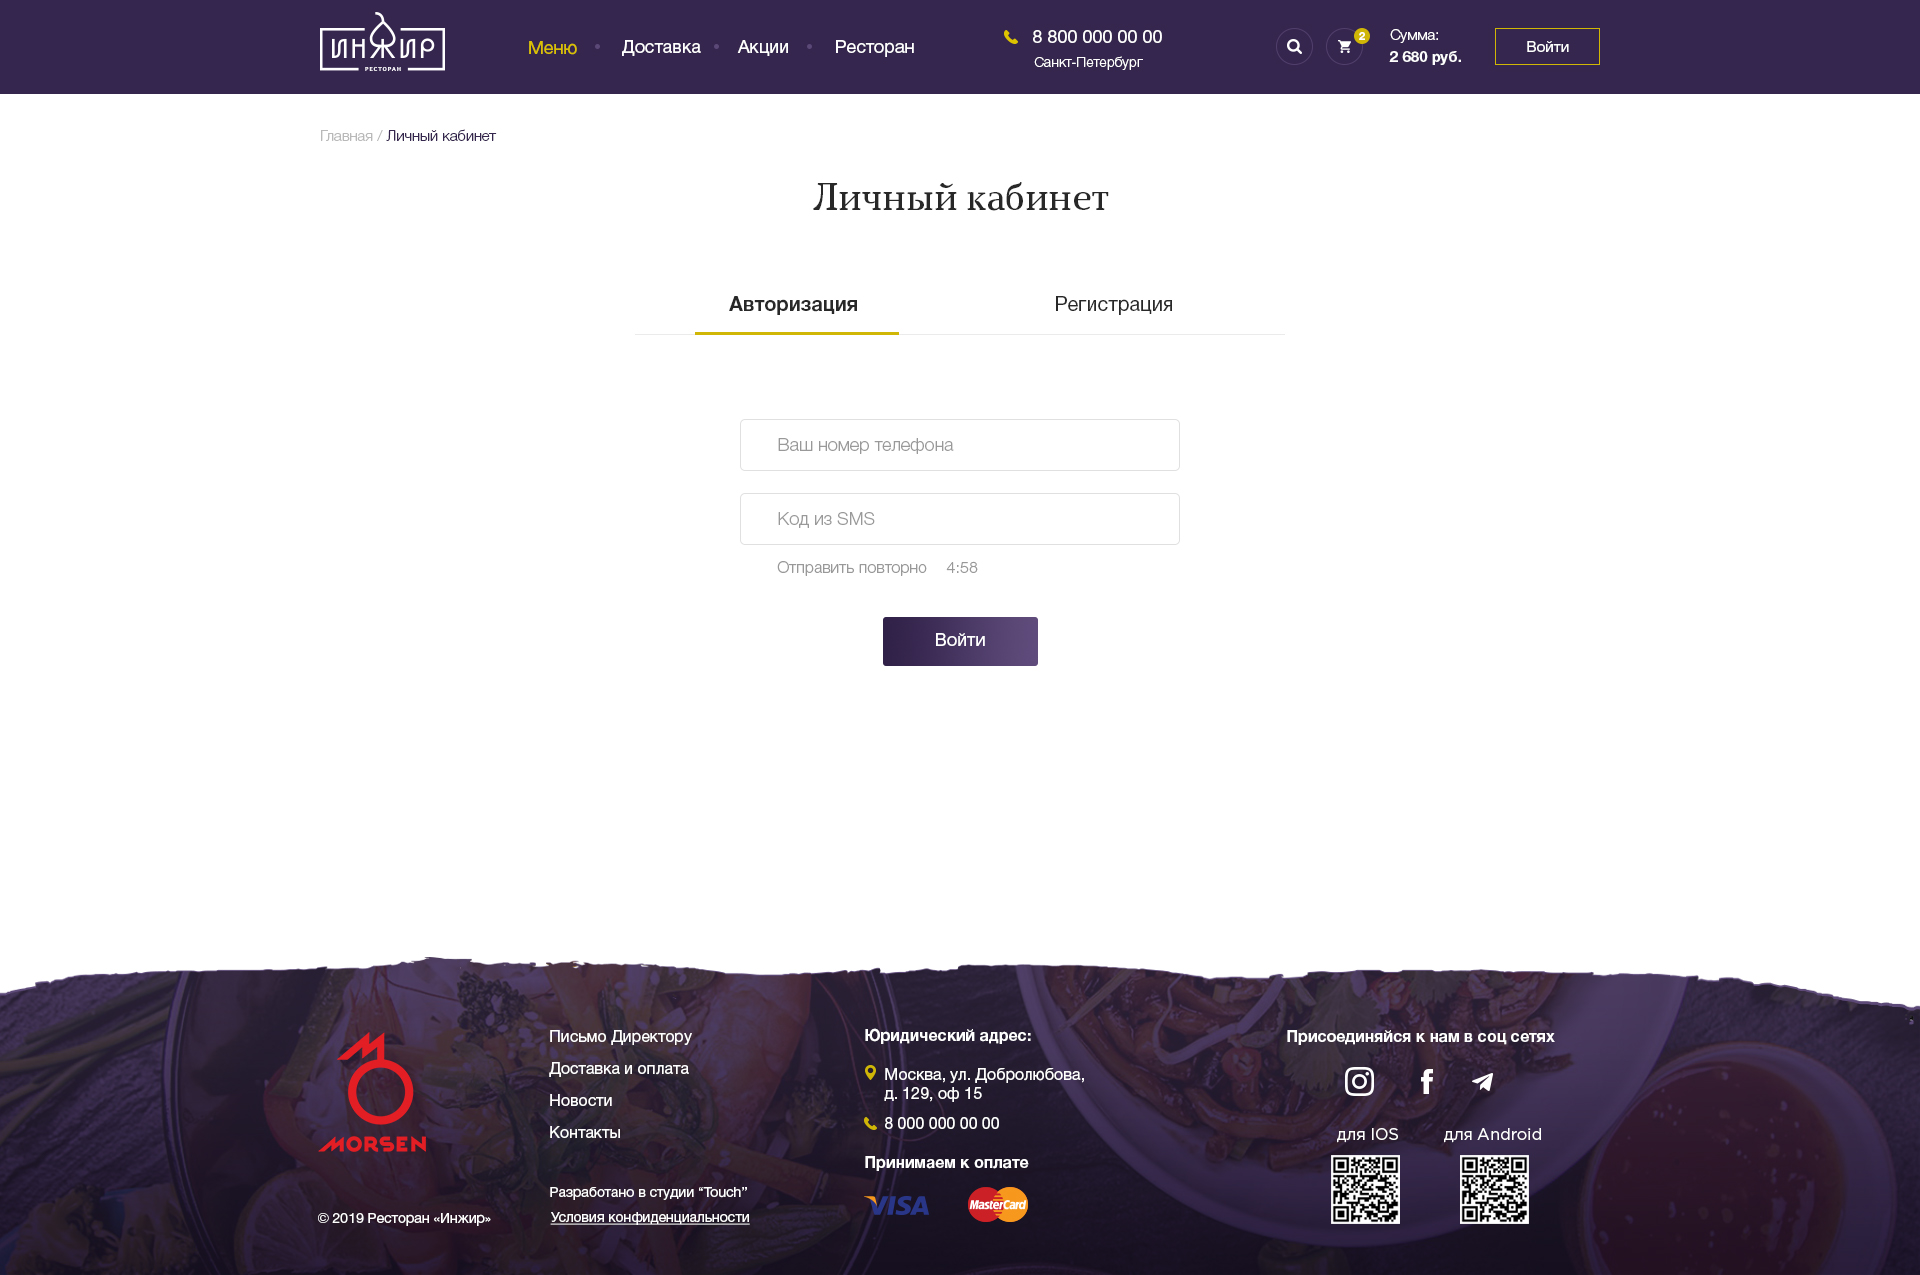 ИНЖИР
РЕСТОРАН
Меню
Доставка
Акции
Ресторан
8 800 000 00 00
Санкт-Петербург
2
Сумма:
2 680 руб.
Войти
Главная / Личный кабинет
Личный кабинет
Авторизация
Регистрация
Ваш номер телефона
Код из SMS
Отправить повторно 4:58
Войти
MORSEN
© 2019 Ресторан «Инжир»
Письмо Директору
Доставка и оплата
Новости
Контакты
Разработано в студии “Touch”
Условия конфиденциальности
Юридический адрес:
Москва, ул. Добролюбова,
д. 129, оф 15
8 000 000 00 00
Принимаем к оплате
VISA
MasterCard
Присоединяйся к нам в соц сетях
для IOS
для Android